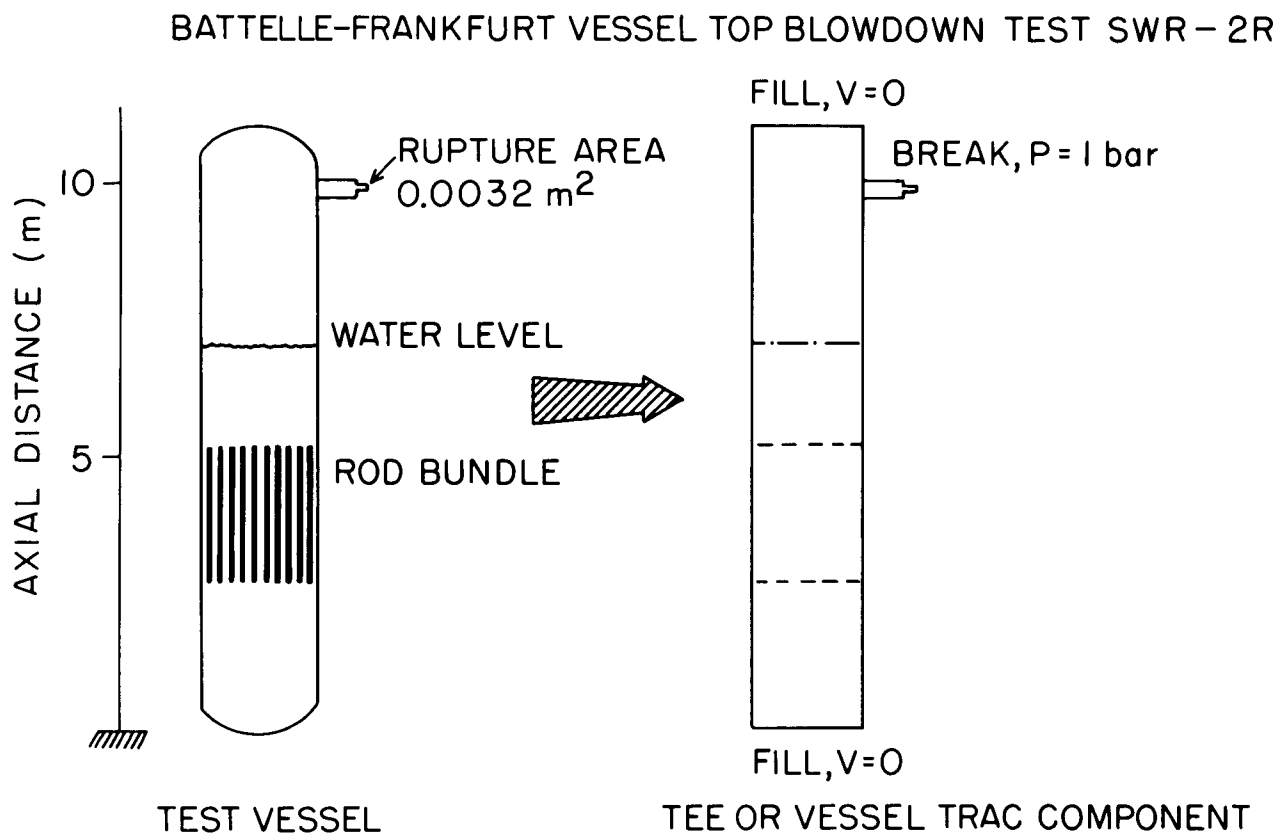 BATTELLE-FRANKFURT VESSEL TOP BLOWDOWN TEST SWR-2R
FILL, V=0
RUPTURE AREA
0.0032 m²
BREAK, P = 1 bar
10
AXIAL DISTANCE (m)
WATER LEVEL
5
ROD BUNDLE
FILL, V=0
TEST VESSEL
TEE OR VESSEL TRAC COMPONENT